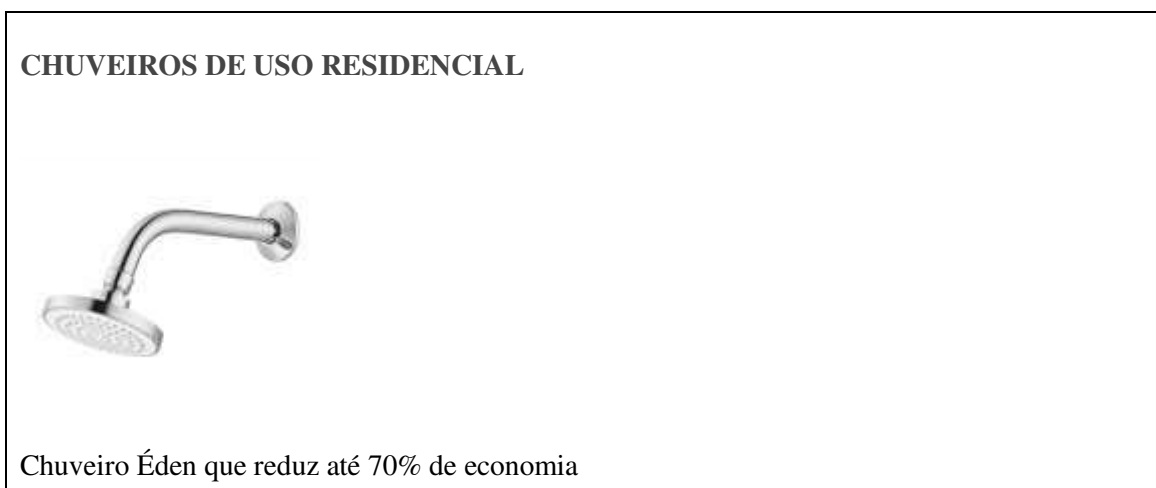 CHUVEIROS DE USO RESIDENCIAL
Chuveiro Éden que reduz até 70% de economia